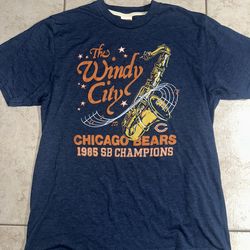 The
Windy
City
C
CHICAGO BEARS
1985 SB CHAMPIONS